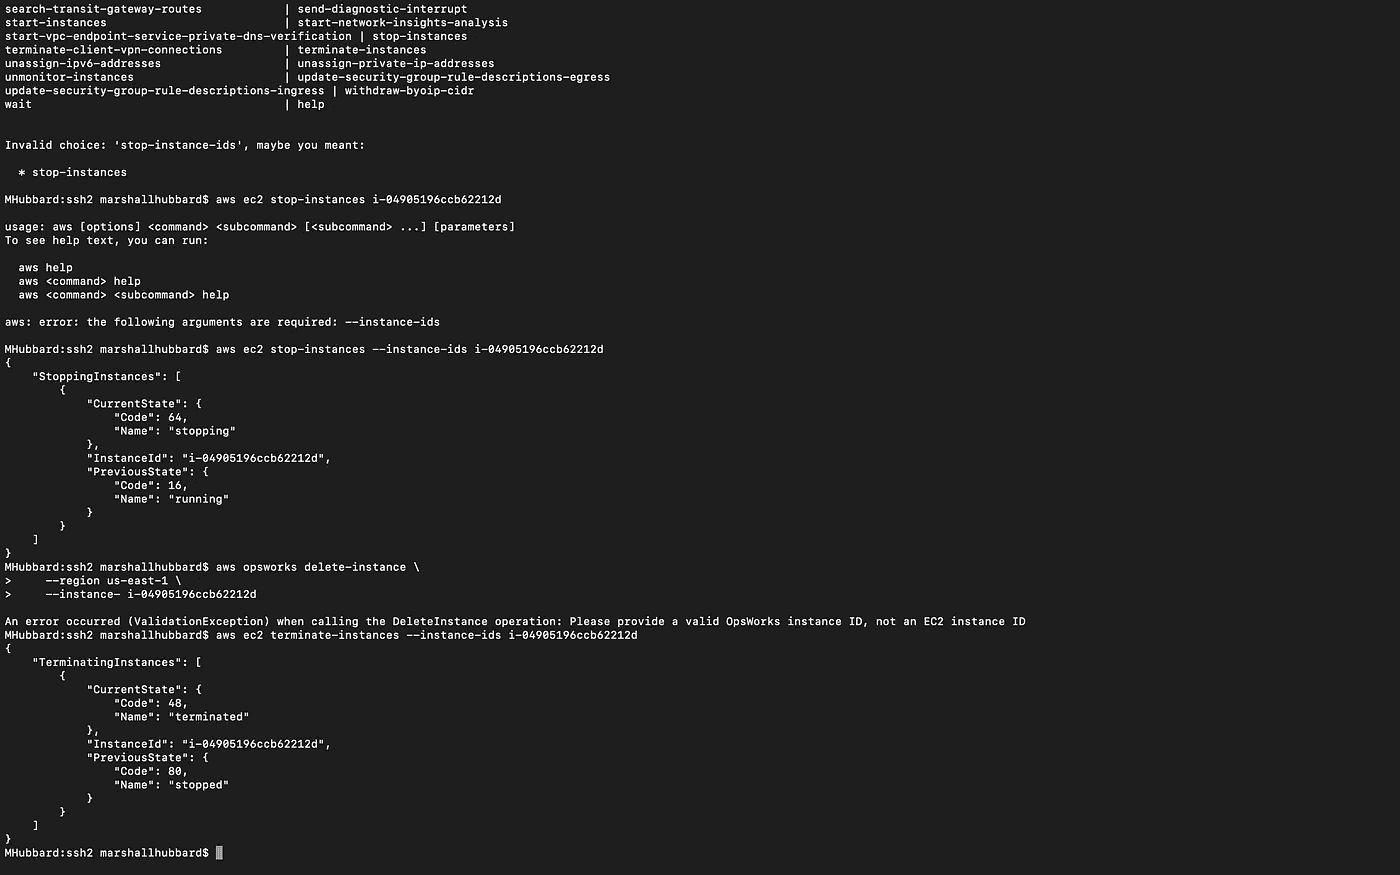 search-transit-gateway-routes            | send-diagnostic-interrupt
start-instances                          | start-network-insights-analysis
start-vpc-endpoint-service-private-dns-verification | stop-instances
terminate-client-vpn-connections         | terminate-instances
unassign-ipv6-addresses                  | unassign-private-ip-addresses
unmonitor-instances                      | update-security-group-rule-descriptions-egress
update-security-group-rule-descriptions-ingress | withdraw-byoip-cidr
wait                                     | help
Invalid choice: 'stop-instance-ids', maybe you meant:
  * stop-instances
MHubbard:ssh2 marshallhubbard$ aws ec2 stop-instances i-04905196ccb62212d
usage: aws [options] <command> <subcommand> [<subcommand> ...] [parameters]
To see help text, you can run:
  aws help
  aws <command> help
  aws <command> <subcommand> help
aws: error: the following arguments are required: --instance-ids
MHubbard:ssh2 marshallhubbard$ aws ec2 stop-instances --instance-ids i-04905196ccb62212d
{
    "StoppingInstances": [
        {
            "CurrentState": {
                "Code": 64,
                "Name": "stopping"
            },
            "InstanceId": "i-04905196ccb62212d",
            "PreviousState": {
                "Code": 16,
                "Name": "running"
            }
        }
    ]
}
MHubbard:ssh2 marshallhubbard$ aws opsworks delete-instance \
>     --region us-east-1 \
>     --instance- i-04905196ccb62212d
An error occurred (ValidationException) when calling the DeleteInstance operation: Please provide a valid OpsWorks instance ID, not an EC2 instance ID
MHubbard:ssh2 marshallhubbard$ aws ec2 terminate-instances --instance-ids i-04905196ccb62212d
{
    "TerminatingInstances": [
        {
            "CurrentState": {
                "Code": 48,
                "Name": "terminated"
            },
            "InstanceId": "i-04905196ccb62212d",
            "PreviousState": {
                "Code": 80,
                "Name": "stopped"
            }
        }
    ]
}
MHubbard:ssh2 marshallhubbard$